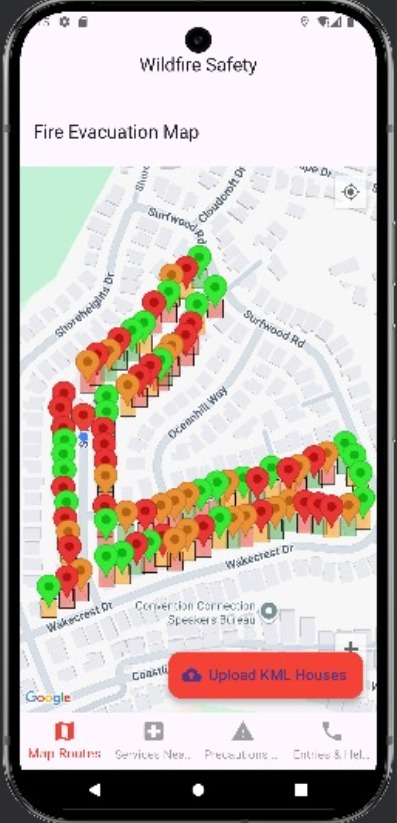 Wildfire Safety
Fire Evacuation Map
Surfwood Rd
Cloudcroft Dr
Shoreheights Dr
Surfwood Rd
Oceanhill Way
Wakecrest Dr
Wakecrest Dr
Convention Connection
Speakers Bureau
Google
+
Upload KML Houses
Map Routes
Services Nea...
Precautions ...
Entries & Hel...